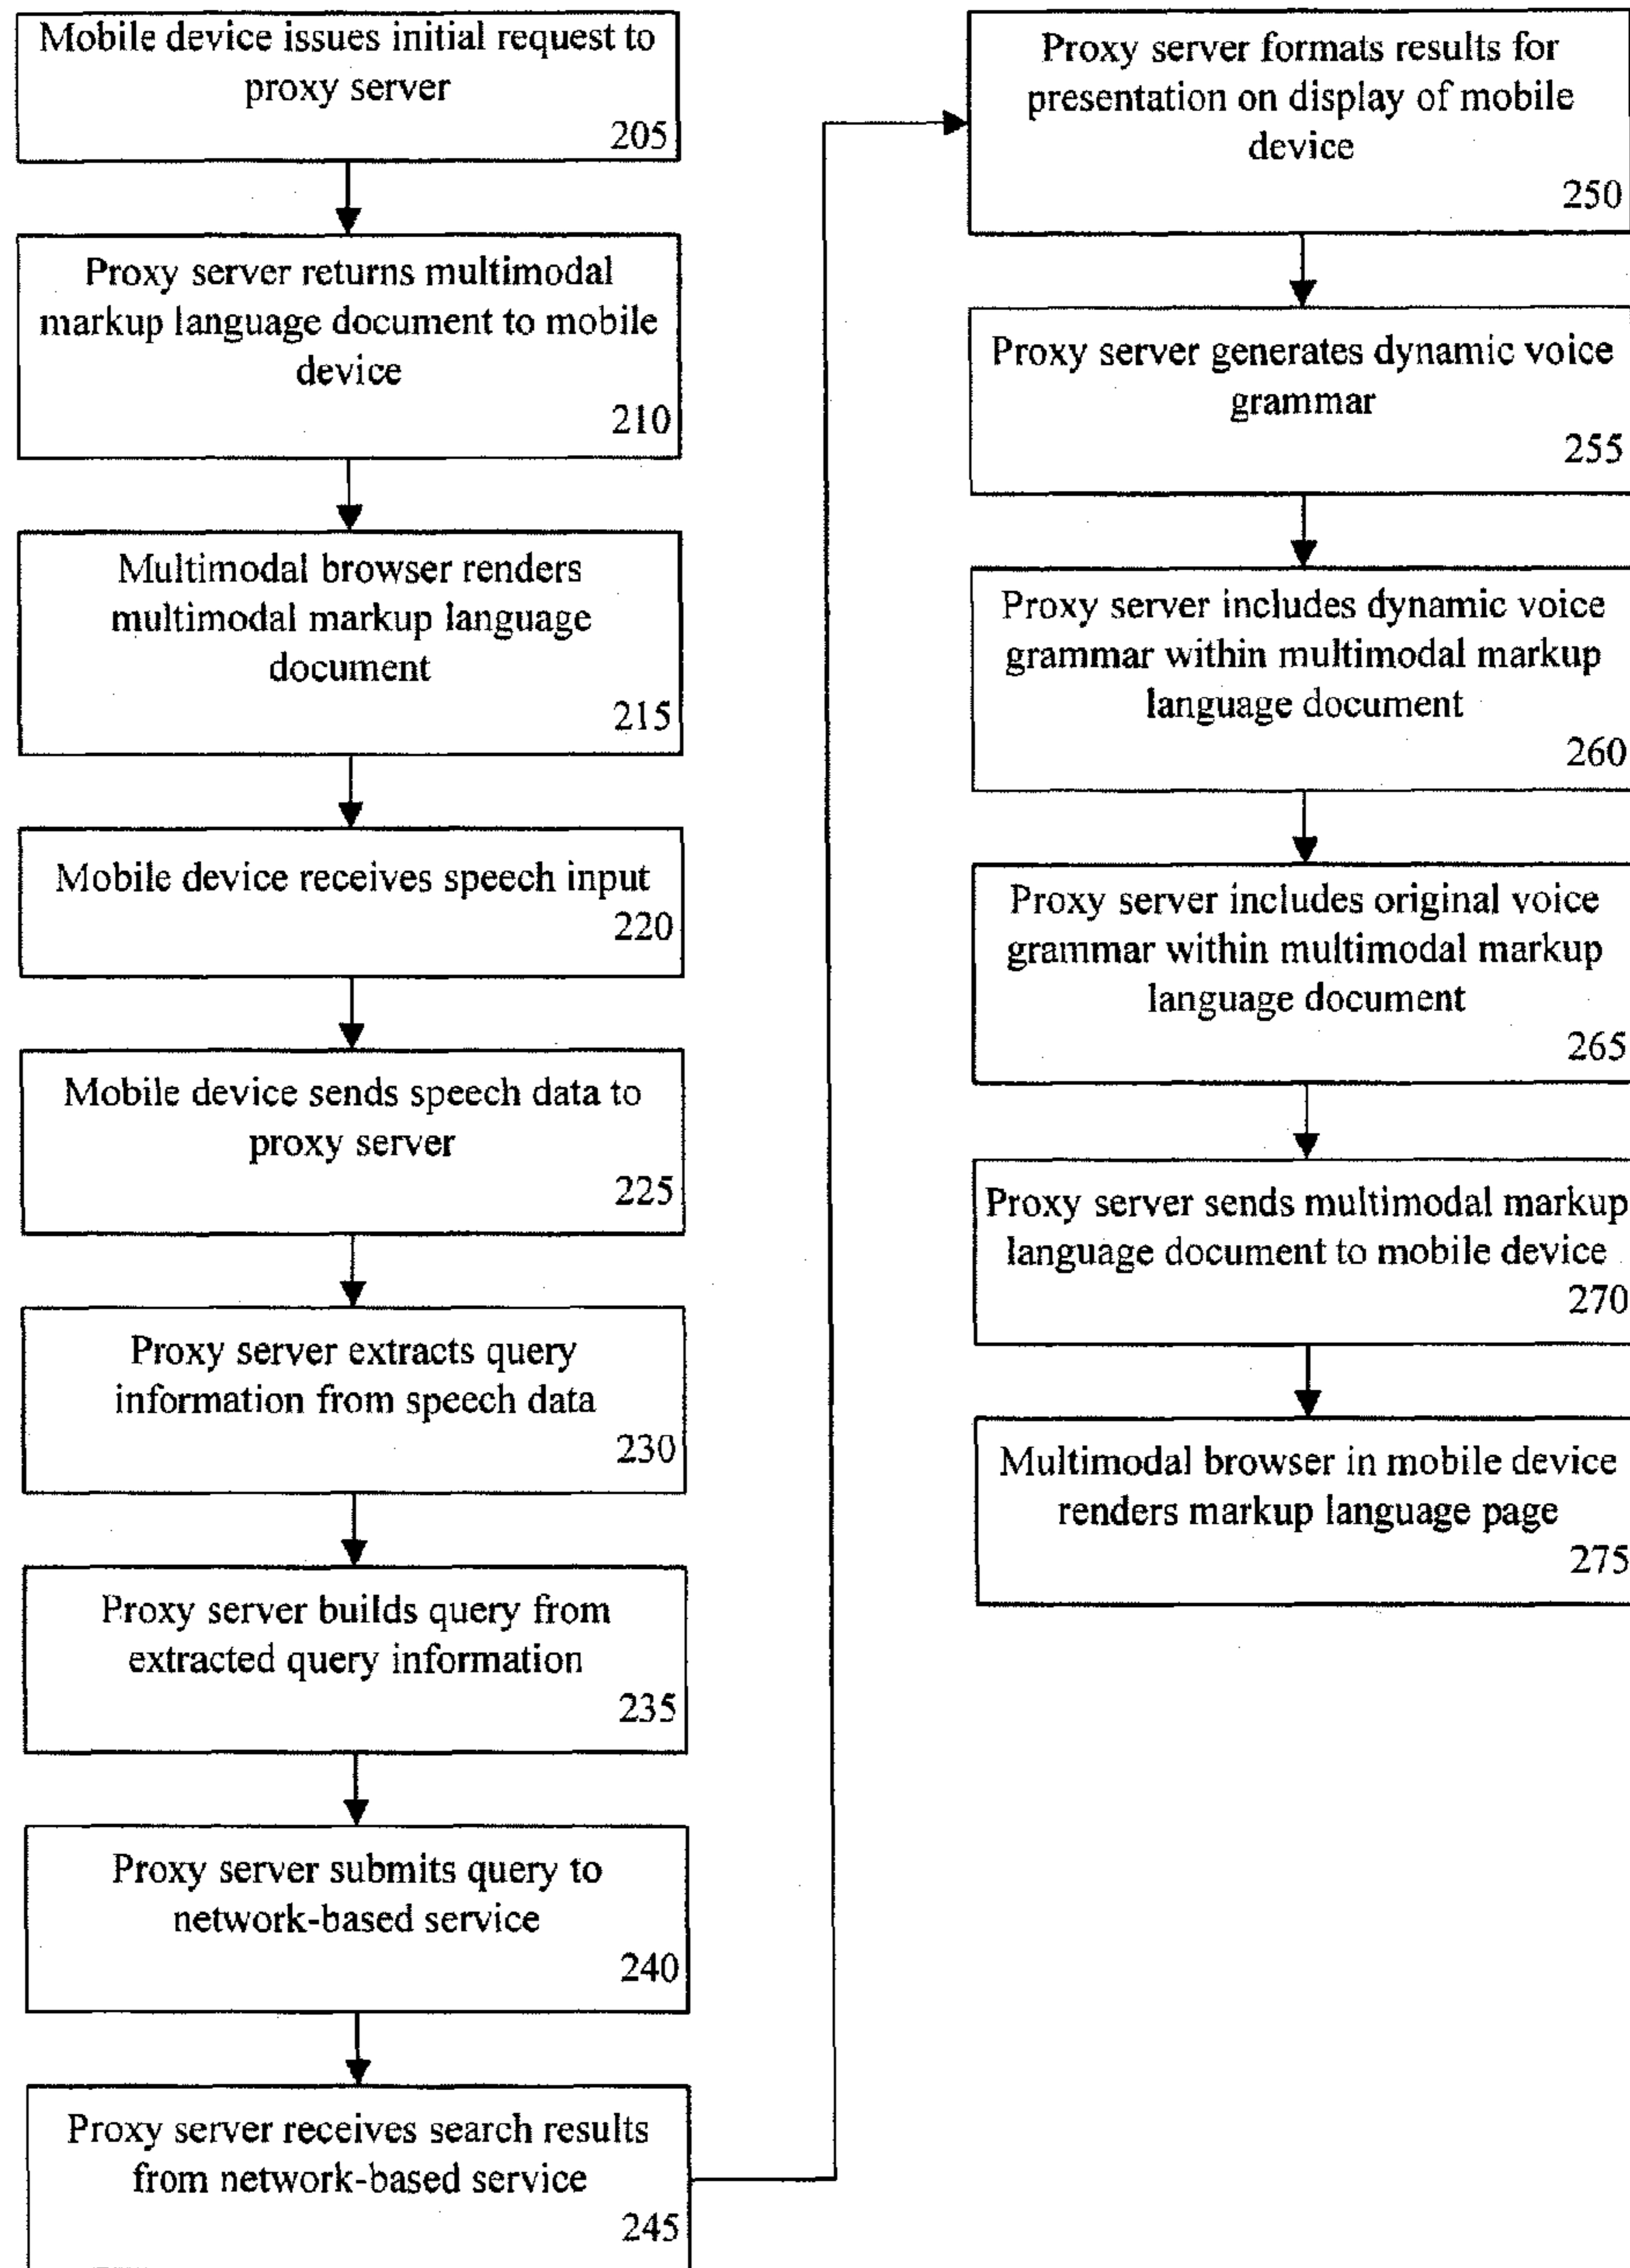 Mobile device issues initial request to
proxy server
205
Proxy server returns multimodal
markup language document to mobile
device
210
Multimodal browser renders
multimodal markup language
document
215
Mobile device receives speech input
220
Mobile device sends speech data to
proxy server
225
Proxy server extracts query
information from speech data
230
Proxy server builds query from
extracted query information
235
Proxy server submits query to
network-based service
240
Proxy server receives search results
from network-based service
245
Proxy server formats results for
presentation on display of mobile
device
250
Proxy server generates dynamic voice
grammar
255
Proxy server includes dynamic voice
grammar within multimodal markup
language document
260
Proxy server includes original voice
grammar within multimodal markup
language document
265
Proxy server sends multimodal markup
language document to mobile device
270
Multimodal browser in mobile device
renders markup language page
275